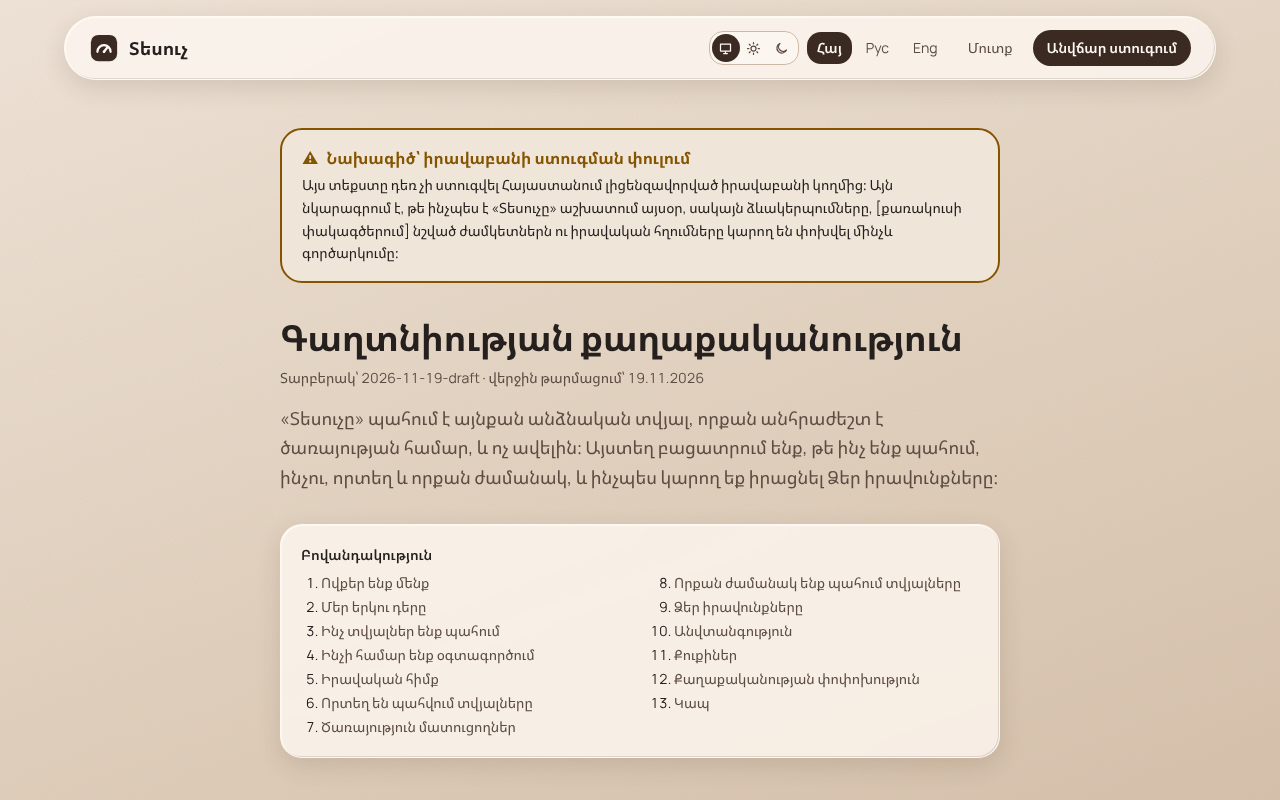 Տեսուչ
Հայ
Рус
Eng
Մուտք
Անվճար ստուգում
Նախագիծ՝ իրավաբանի ստուգման փուլում
Այս տեքստը դեռ չի ստուգվել Հայաստանում լիցենզավորված իրավաբանի կողմից։ Այն
նկարագրում է, թե ինչպես է «Տեսուչը» աշխատում այսօր, սակայն ձևակերպումները, [քառակուսի
փակագծերում] նշված ժամկետներն ու իրավական հղումները կարող են փոխվել մինչև
գործարկումը։
Գաղտնիության քաղաքականություն
Տարբերակ՝ 2026-11-19-draft · վերջին թարմացում՝ 19.11.2026
«Տեսուչը» պահում է այնքան անձնական տվյալ, որքան անհրաժեշտ է
ծառայության համար, և ոչ ավելին։ Այստեղ բացատրում ենք, թե ինչ ենք պահում,
ինչու, որտեղ և որքան ժամանակ, և ինչպես կարող եք իրացնել Ձեր իրավունքները։
Բովանդակություն
1. Ովքեր ենք մենք
2. Մեր երկու դերը
3. Ինչ տվյալներ ենք պահում
4. Ինչի համար ենք օգտագործում
5. Իրավական հիմք
6. Որտեղ են պահվում տվյալները
7. Ծառայություն մատուցողներ
8. Որքան ժամանակ ենք պահում տվյալները
9. Ձեր իրավունքները
10. Անվտանգություն
11. Քուքիներ
12. Քաղաքականության փոփոխություն
13. Կապ